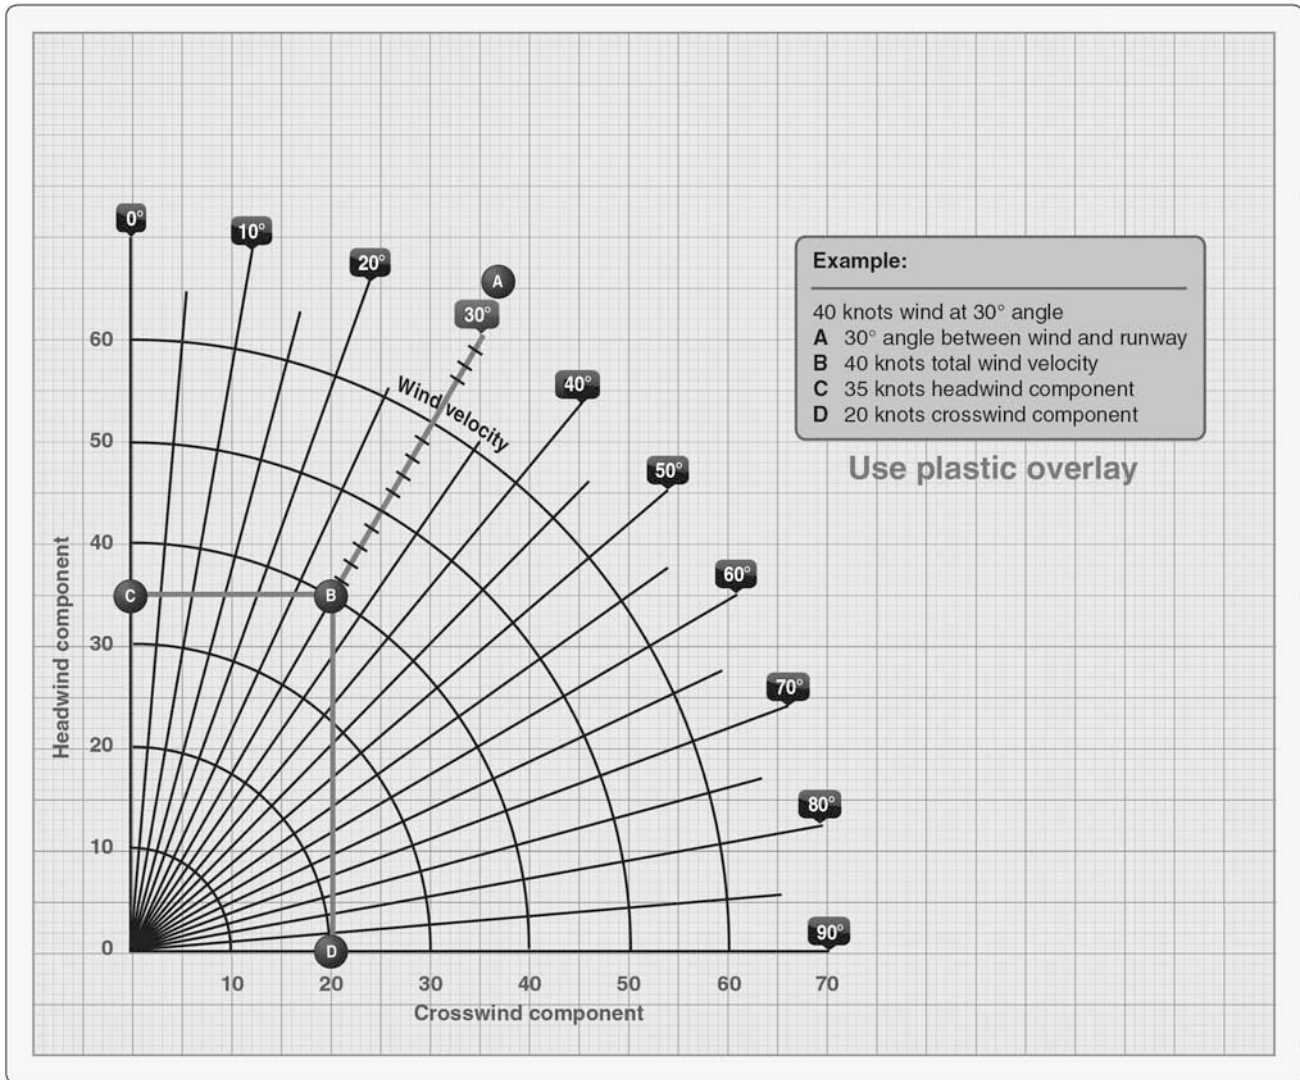 0°
10°
20°
A
30°
Wind velocity
40°
50°
60°
70°
80°
90°
Example:
40 knots wind at 30° angle
A 30° angle between wind and runway
B 40 knots total wind velocity
C 35 knots headwind component
D 20 knots crosswind component
Use plastic overlay
Headwind component
60
50
40
30
20
10
0
C
B
D
10 20 30 40 50 60 70
Crosswind component